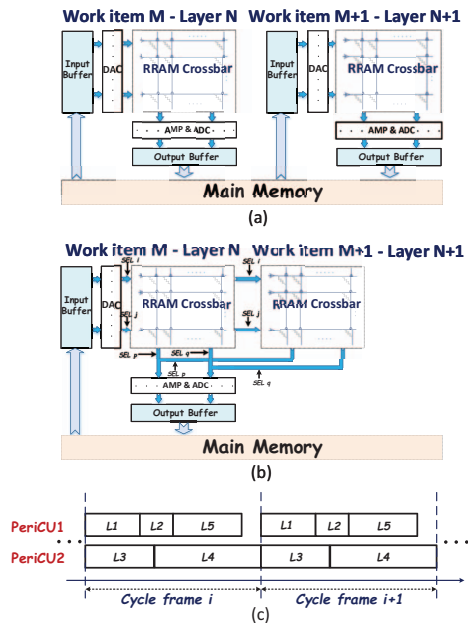 Work item M - Layer N Work item M+1 - Layer N+1
Input Buffer DAC RRAM Crossbar Input Buffer DAC RRAM Crossbar
AMP & ADC AMP & ADC
Output Buffer Output Buffer
Main Memory
(a)
Work item M - Layer N Work item M+1 - Layer N+1
SEL i SEL i
Input Buffer DAC RRAM Crossbar RRAM Crossbar
SEL j SEL j
SEL p SEL q
SEL p SEL q
AMP & ADC
Output Buffer
Main Memory
(b)
PeriCU1 L1 L2 L5 L1 L2 L5
PeriCU2 L3 L4 L3 L4
Cycle frame i Cycle frame i+1
(c)